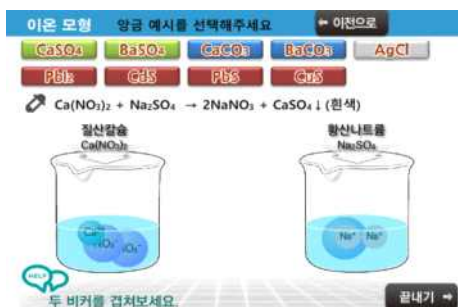 이온 모형 앙금 예시를 선택해주세요 이전으로
CaSO₄ BaSO₄ CaCO₃ BaCO₃ AgCl
PbI₂ CdS PbS CuS
Ca(NO₃)₂ + Na₂SO₄ → 2NaNO₃ + CaSO₄↓(흰색)
질산칼슘 황산나트륨
Ca(NO₃)₂ Na₂SO₄
Na⁺ Na⁺
NO₃⁻
HELP
두 비커를 겹쳐보세요. 끝내기